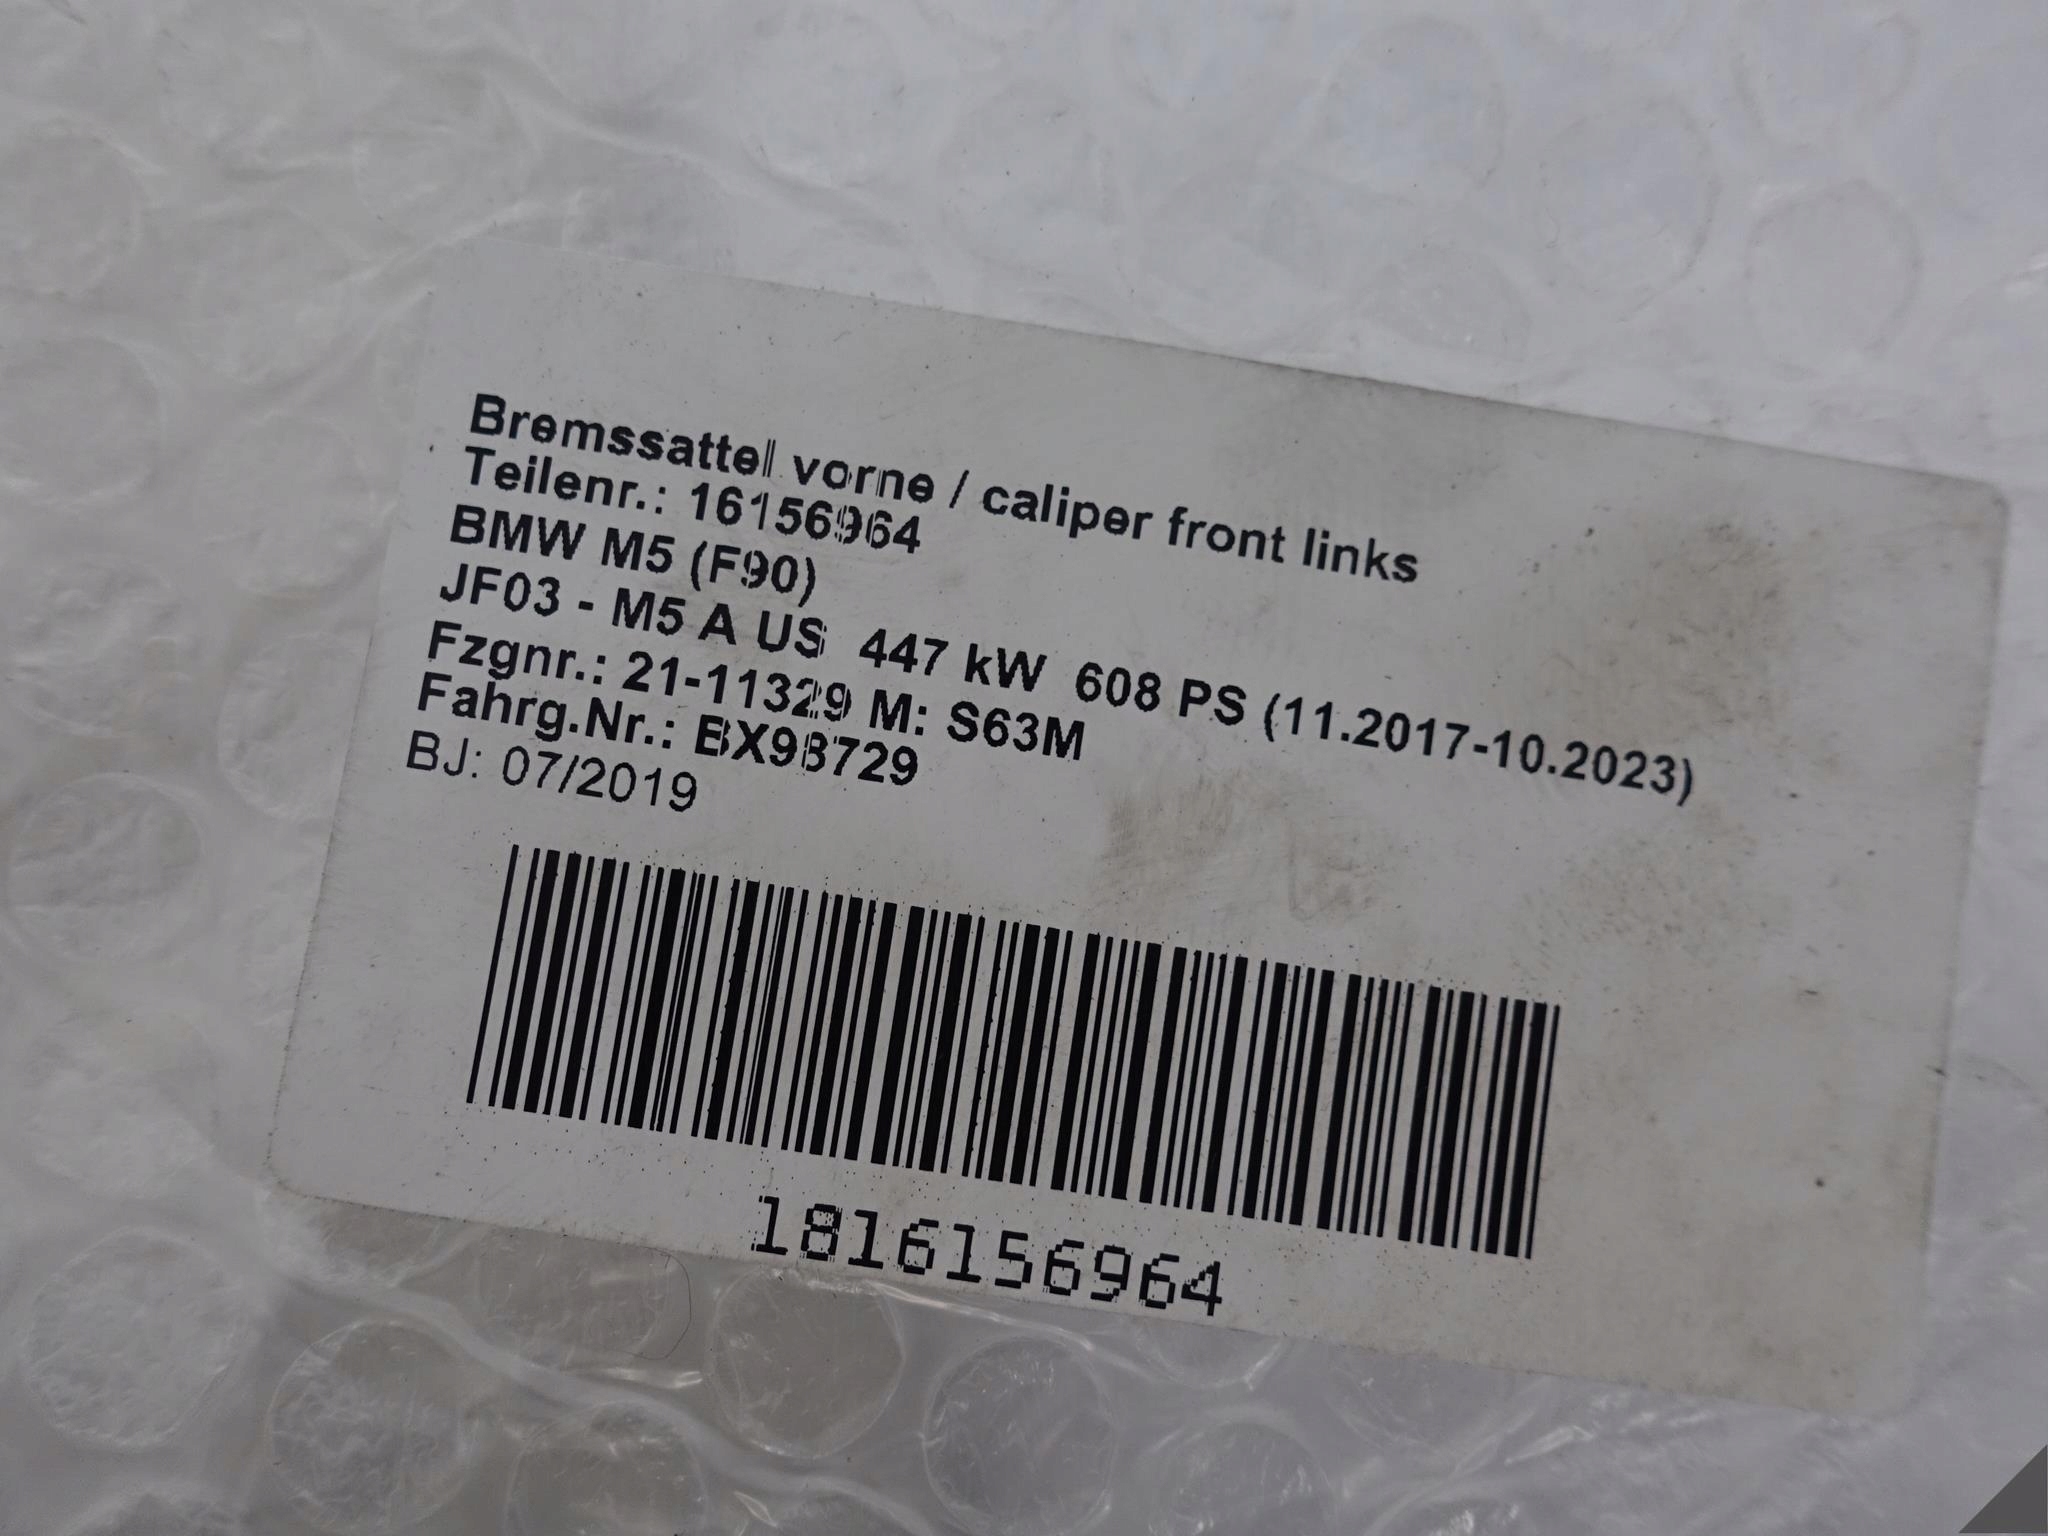 Bremssattel vorne / caliper front links
Teilenr.: 16156964
BMW M5 (F90)
JF03 - M5 A US 447 kW 608 PS (11.2017-10.2023)
Fzgnr.: 21-11329 M: S63M
Fahrg.Nr.: BX98729
BJ: 07/2019
1816156964